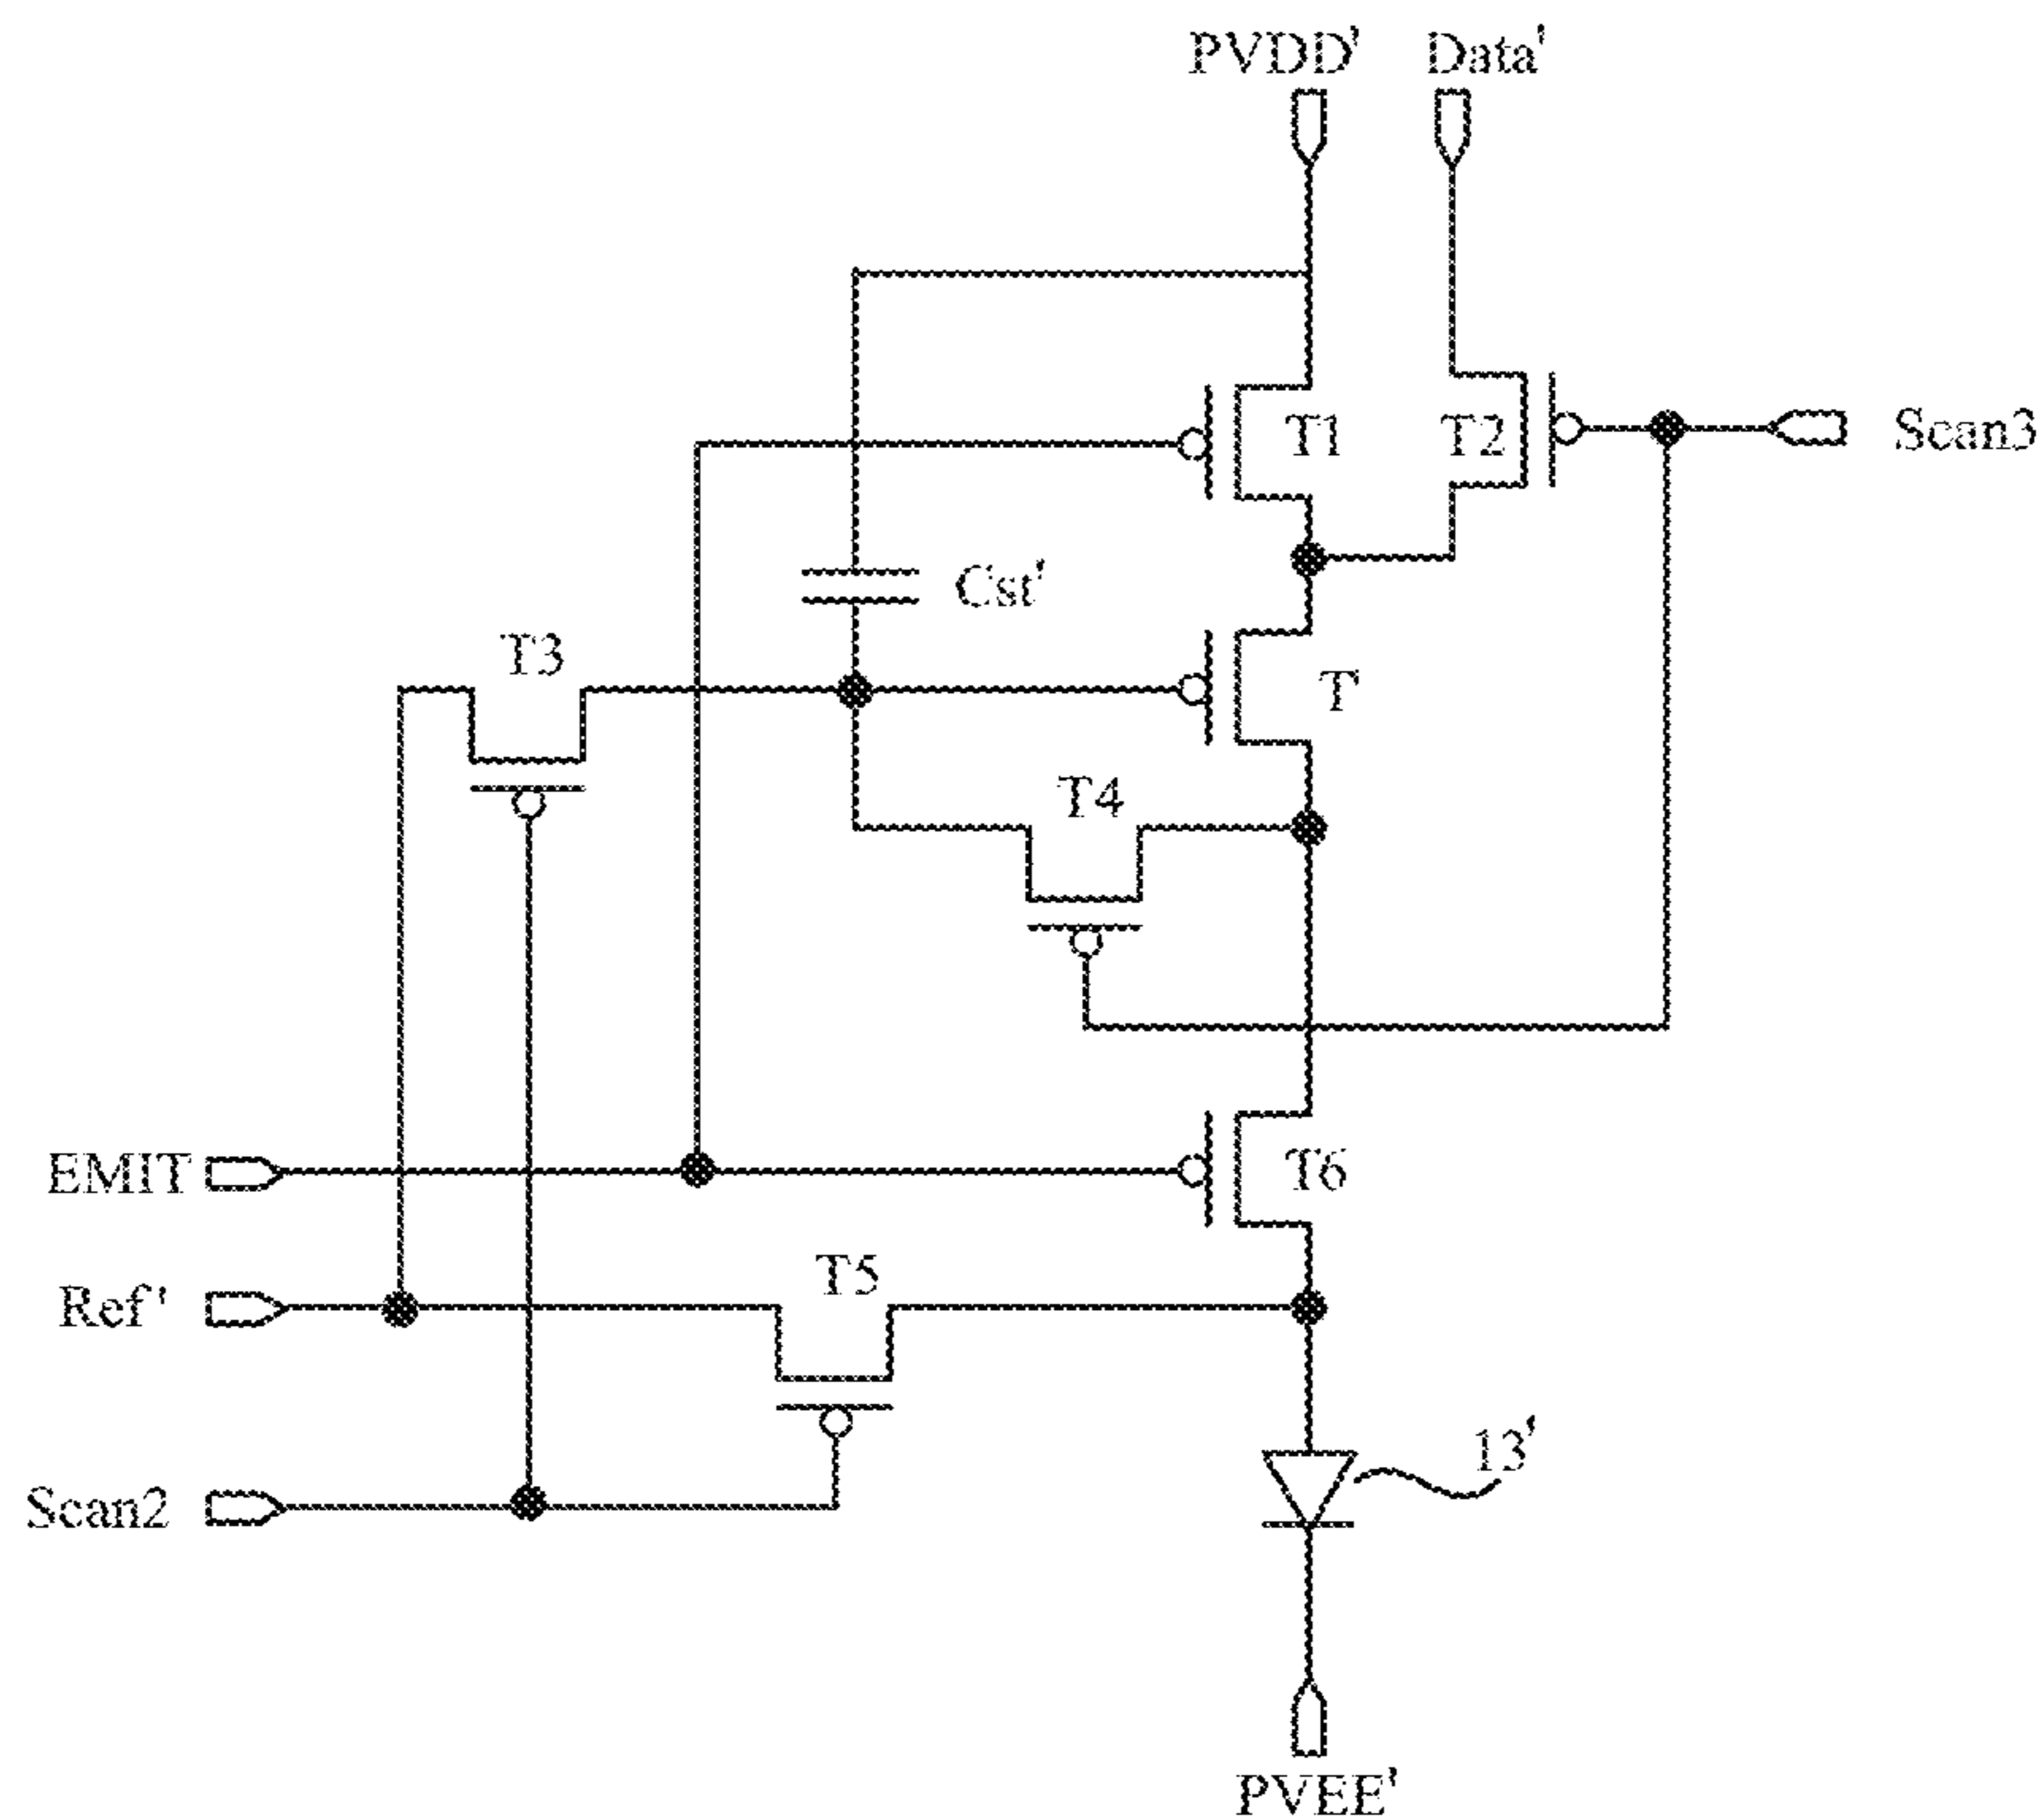 PVDD' Data'
T1 T2 Scan3
Cst'
T3
T'
T4
EMIT T6
T5
Ref'
13'
Scan2
PVEE'